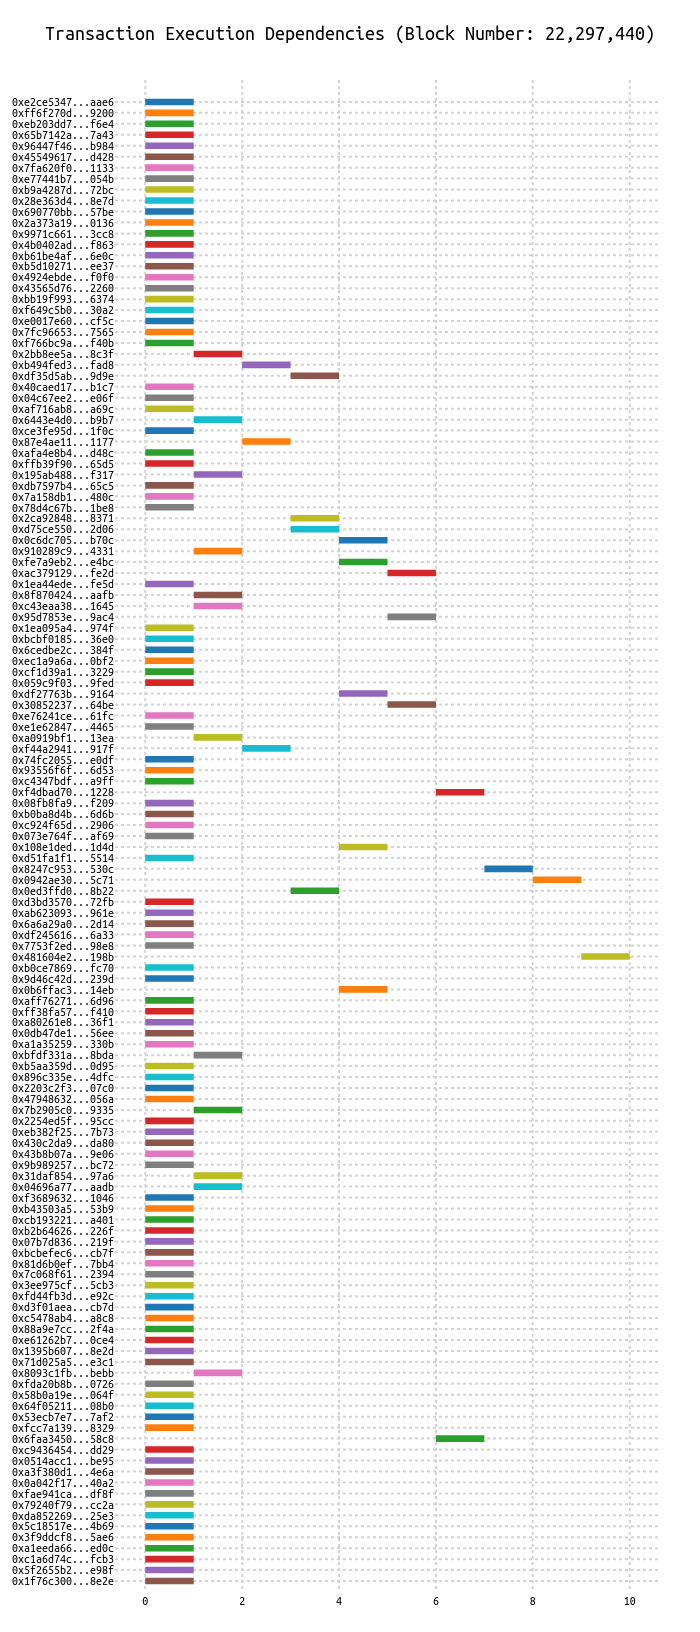 Transaction Execution Dependencies (Block Number: 22,297,440)
0xe2ce5347...aae6
0xff6f270d...9200
0xeb203dd7...f6e4
0x65b7142a...7a43
0x96447f46...b984
0x45549617...d428
0x7fa620f0...1133
0xe77441b7...054b
0xb9a4287d...72bc
0x28e363d4...8e7d
0x690770bb...57be
0x2a373a19...0136
0x9971c661...3cc8
0x4b0402ad...f863
0xb61be4af...6e0c
0xb5d10271...ee37
0x4924ebde...f0f0
0x43565d76...2260
0xbb19f993...6374
0xf649c5b0...30a2
0xe0017e60...cf5c
0x7fc96653...7565
0xf766bc9a...f40b
0x2bb8ee5a...8c3f
0xb494fed3...fad8
0xdf35d5ab...9d9e
0x40caed17...b1c7
0x04c67ee2...e06f
0xaf716ab8...a69c
0x6443e4d0...b9b7
0xce3fe95d...1f0c
0x87e4ae11...1177
0xafa4e8b4...d48c
0xffb39f90...65d5
0x195ab488...f317
0xdb7597b4...65c5
0x7a158db1...480c
0x78d4c67b...1be8
0x2ca92848...8371
0xd75ce550...2d06
0x0c6dc705...b70c
0x910289c9...4331
0xfe7a9eb2...e4bc
0xac379129...fe2d
0x1ea44ede...fe5d
0x8f870424...aafb
0xc43eaa38...1645
0x95d7853e...9ac4
0x1ea095a4...974f
0xbcbf0185...36e0
0x6cedbe2c...384f
0xec1a9a6a...0bf2
0xcf1d39a1...3229
0x059c9f03...9fed
0xdf27763b...9164
0x30852237...64be
0xe76241ce...61fc
0xe1e62847...4465
0xa0919bf1...13ea
0xf44a2941...917f
0x74fc2055...e0df
0x93556f6f...6d53
0xc4347bdf...a9ff
0xf4dbad70...1228
0x08fb8fa9...f209
0xb0ba8d4b...6d6b
0xc924f65d...2906
0x073e764f...af69
0x108e1ded...1d4d
0xd51fa1f1...5514
0x8247c953...530c
0x0942ae30...5c71
0x0ed3ffd0...8b22
0xd3bd3570...72fb
0xab623093...961e
0x6a6a29a0...2d14
0xdf245616...6a33
0x7753f2ed...98e8
0x481604e2...198b
0xb0ce7869...fc70
0x9d46c42d...239d
0x0b6ffac3...14eb
0xaff76271...6d96
0xff38fa57...f410
0xa80261e8...36f1
0x0db47de1...56ee
0xa1a35259...330b
0xbfdf331a...8bda
0xb5aa359d...0d95
0x896c335e...4dfc
0x2203c2f3...07c0
0x47948632...056a
0x7b2905c0...9335
0x2254ed5f...95cc
0xeb382f25...7b73
0x430c2da9...da80
0x43b8b07a...9e06
0x9b989257...bc72
0x31daf854...97a6
0x04696a77...aadb
0xf3689632...1046
0xb43503a5...53b9
0xcb193221...a401
0xb2b64626...226f
0x07b7d836...219f
0xbcbefec6...cb7f
0x81d6b0ef...7bb4
0x7c068f61...2394
0x3ee975cf...5cb3
0xfd44fb3d...e92c
0xd3f01aea...cb7d
0xc5478ab4...a8c8
0x88a9e7cc...2f4a
0xe61262b7...0ce4
0x1395b607...8e2d
0x71d025a5...e3c1
0x8093c1fb...bebb
0xfda20b8b...0726
0x58b0a19e...064f
0x64f05211...08b0
0x53ecb7e7...7af2
0xfcc7a139...8329
0x6faa3450...58c8
0xc9436454...dd29
0x0514acc1...be95
0xa3f380d1...4e6a
0x0a042f17...40a2
0xfae941ca...df8f
0x79240f79...cc2a
0xda852269...25e3
0x5c18517e...4b69
0x3f9ddcf8...5ae6
0xa1eeda66...ed0c
0xc1a6d74c...fcb3
0x5f2655b2...e98f
0x1f76c300...8e2e
0 2 4 6 8 10